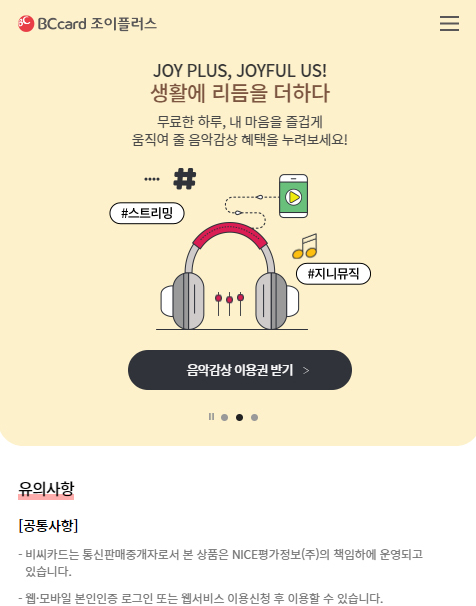 BC BCcard 조이플러스
JOY PLUS, JOYFUL US!
생활에 리듬을 더하다
무료한 하루, 내 마음을 즐겁게
움직여 줄 음악감상 혜택을 누려보세요!
#
#스트리밍
#지니뮤직
음악감상 이용권 받기 >
유의사항
[공통사항]
- 비씨카드는 통신판매중개자로서 본 상품은 NICE평가정보(주)의 책임하에 운영되고
있습니다.
- 웹·모바일 본인인증 로그인 또는 웹서비스 이용신청 후 이용할 수 있습니다.